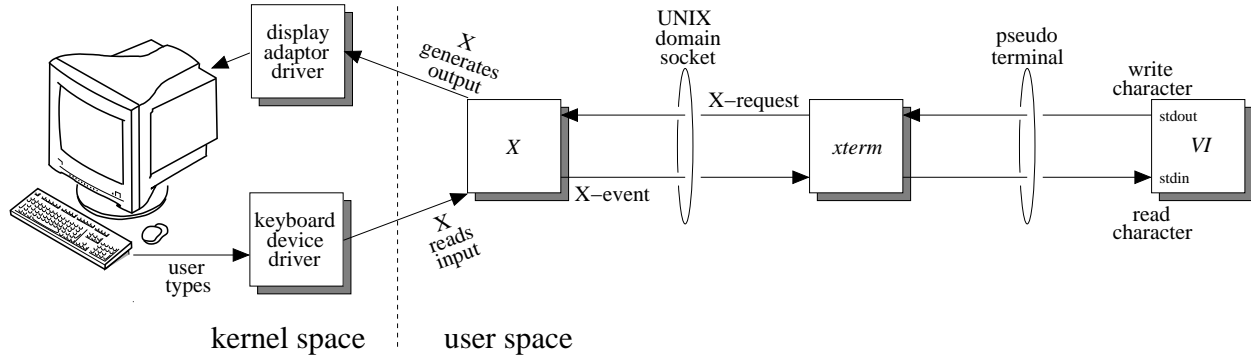 display
adaptor
driver
X
generates
output
UNIX
domain
socket
pseudo
terminal
write
character
X−request
stdout
X
xterm
VI
stdin
X−event
read
character
keyboard
device
driver
X
reads
input
user
types
kernel space
user space